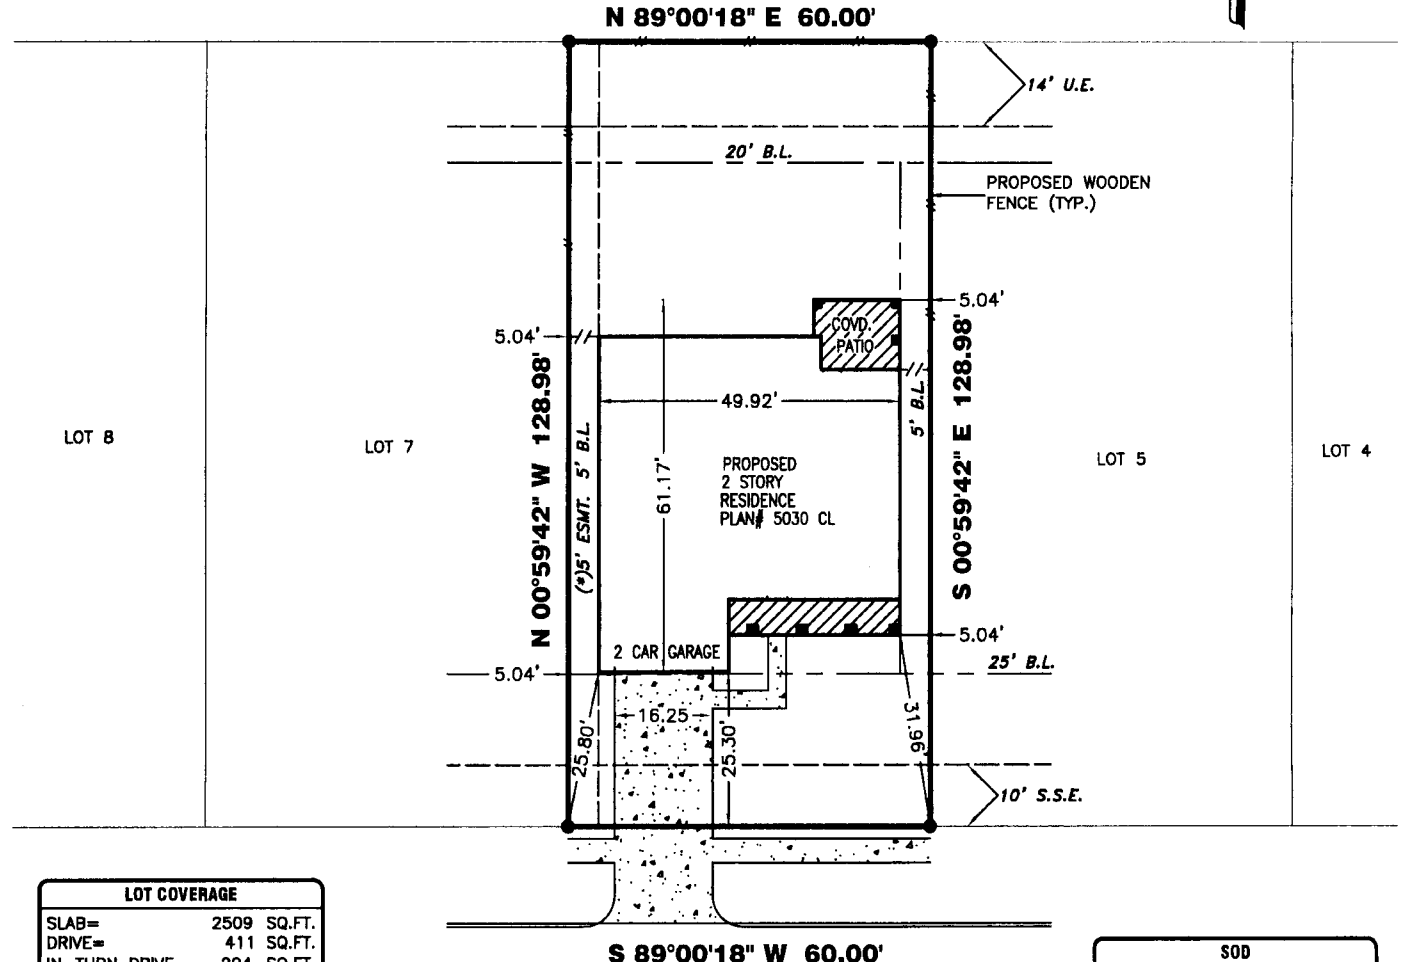 N 89°00'18" E 60.00'
14' U.E.
20' B.L.
PROPOSED WOODEN
FENCE (TYP.)
5.04'
COVD.
PATIO
5.04'
49.92'
5' B.L.
N 00°59'42" W 128.98'
S 00°59'42" E 128.98'
LOT 8
LOT 7
(*)5' ESMT. 5' B.L.
61.17'
PROPOSED
2 STORY
RESIDENCE
PLAN# 5030 CL
LOT 5
LOT 4
5.04'
2 CAR GARAGE
25' B.L.
5.04'
16.25
25.80'
25.30'
31.96'
10' S.S.E.
LOT COVERAGE
SLAB= 2509 SQ.FT.
DRIVE= 411 SQ.FT.
S 89°00'18" W 60.00'
SOD